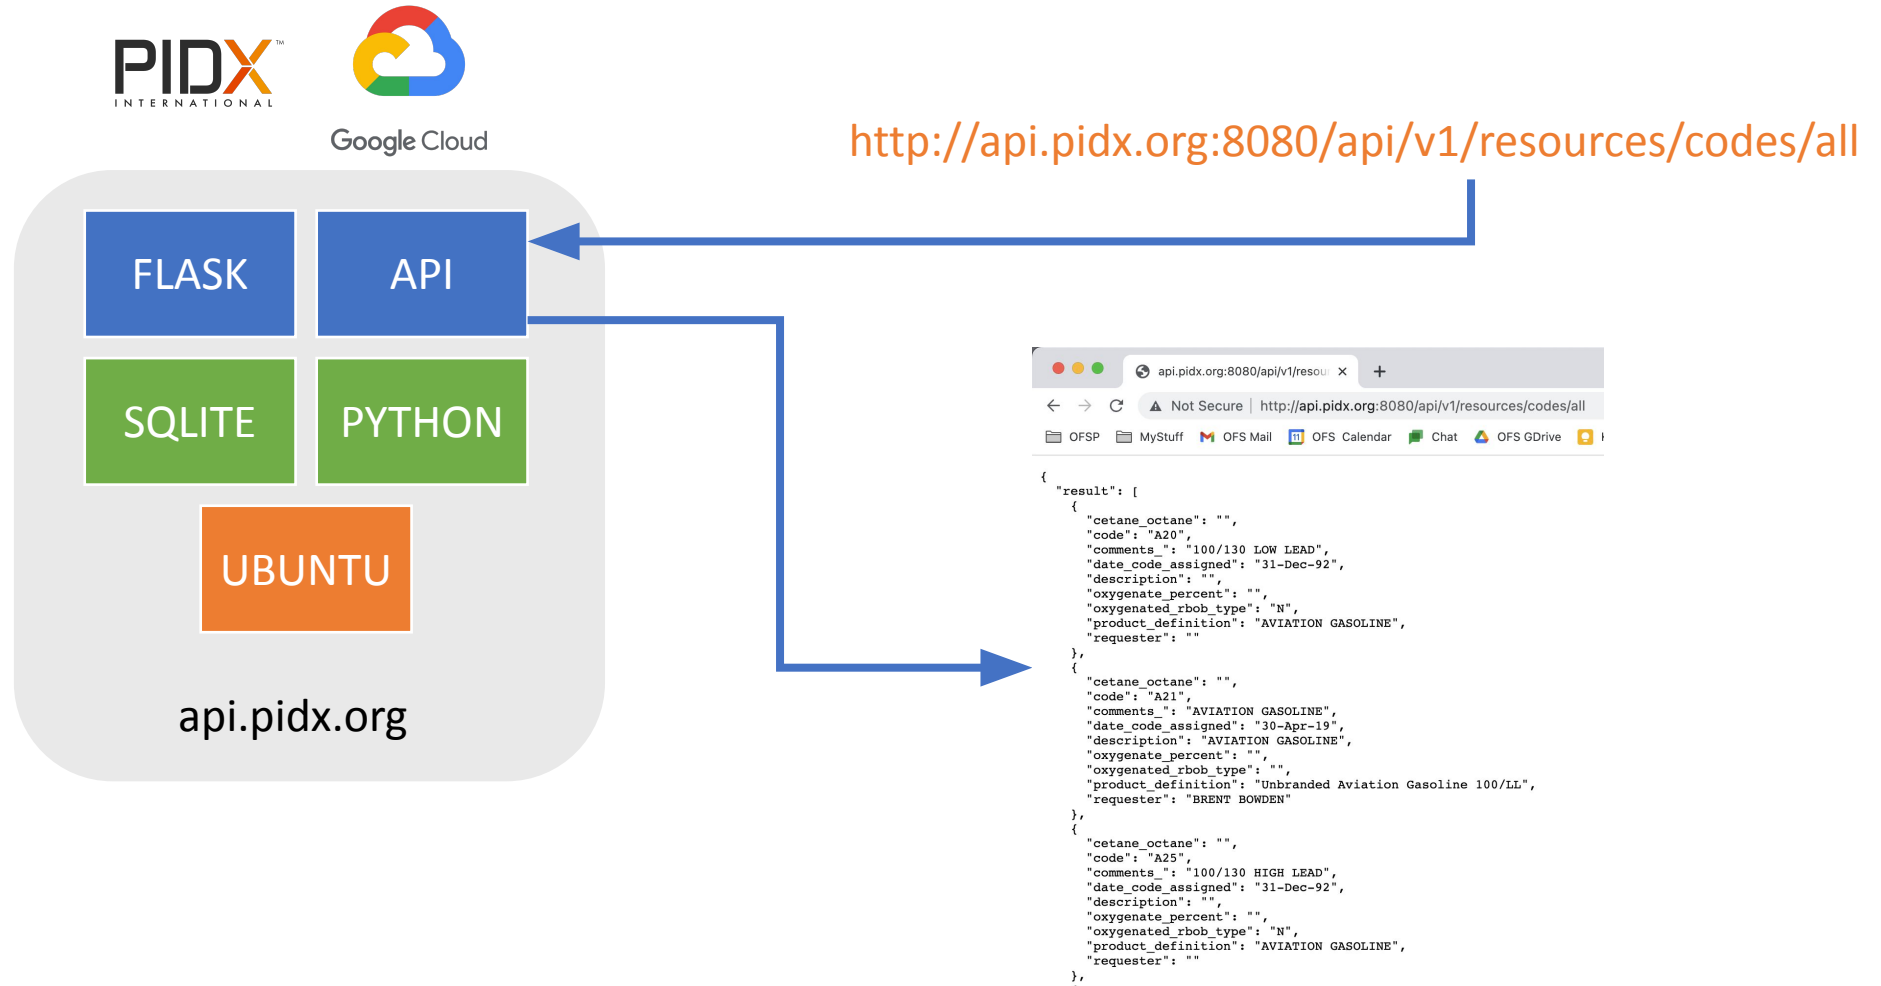 PIDX™
INTERNATIONAL
Google Cloud
http://api.pidx.org:8080/api/v1/resources/codes/all
FLASK
API
SQLITE
PYTHON
UBUNTU
api.pidx.org
api.pidx.org:8080/api/v1/resou
Not Secure | http://api.pidx.org:8080/api/v1/resources/codes/all
OFSP MyStuff OFS Mail OFS Calendar Chat OFS GDrive
{
"result": [
{
"cetane_octane": "",
"code": "A20",
"comments_": "100/130 LOW LEAD",
"date_code_assigned": "31-Dec-92",
"description": "",
"oxygenate_percent": "",
"oxygenated_rbob_type": "N",
"product_definition": "AVIATION GASOLINE",
"requester": ""
},
{
"cetane_octane": "",
"code": "A21",
"comments_": "AVIATION GASOLINE",
"date_code_assigned": "30-Apr-19",
"description": "AVIATION GASOLINE",
"oxygenate_percent": "",
"oxygenated_rbob_type": "",
"product_definition": "Unbranded Aviation Gasoline 100/LL",
"requester": "BRENT BOWDEN"
},
{
"cetane_octane": "",
"code": "A25",
"comments_": "100/130 HIGH LEAD",
"date_code_assigned": "31-Dec-92",
"description": "",
"oxygenate_percent": "",
"oxygenated_rbob_type": "N",
"product_definition": "AVIATION GASOLINE",
"requester": ""
},